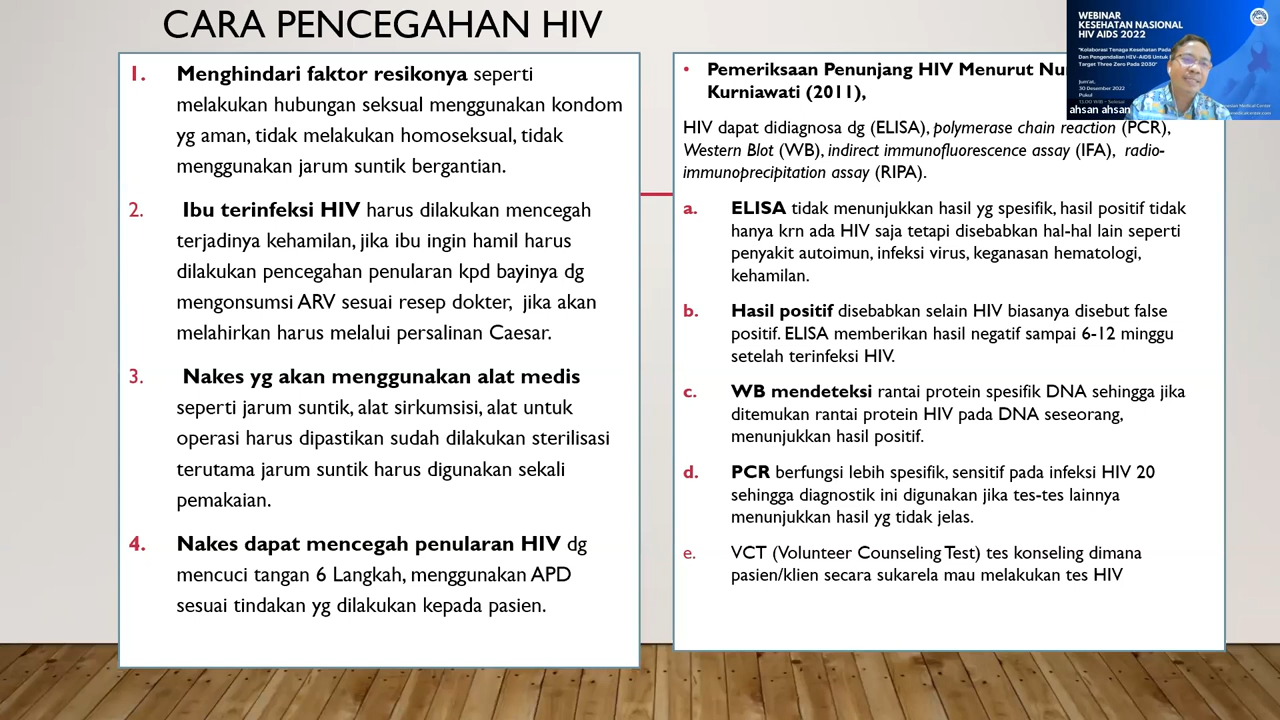 CARA PENCEGAHAN HIV
1. Menghindari faktor resikonya seperti
melakukan hubungan seksual menggunakan kondom
yg aman, tidak melakukan homoseksual, tidak
menggunakan jarum suntik bergantian.
2. Ibu terinfeksi HIV harus dilakukan mencegah
terjadinya kehamilan, jika ibu ingin hamil harus
dilakukan pencegahan penularan kpd bayinya dg
mengonsumsi ARV sesuai resep dokter, jika akan
melahirkan harus melalui persalinan Caesar.
3. Nakes yg akan menggunakan alat medis
seperti jarum suntik, alat sirkumsisi, alat untuk
operasi harus dipastikan sudah dilakukan sterilisasi
terutama jarum suntik harus digunakan sekali
pemakaian.
4. Nakes dapat mencegah penularan HIV dg
mencuci tangan 6 Langkah, menggunakan APD
sesuai tindakan yg dilakukan kepada pasien.
• Pemeriksaan Penunjang HIV Menurut
Kurniawati (2011),
HIV dapat didiagnosa dg (ELISA), polymerase chain reaction (PCR),
Western Blot (WB), indirect immunofluorescence assay (IFA), radio-
immunoprecipitation assay (RIPA).
a. ELISA tidak menunjukkan hasil yg spesifik, hasil positif tidak
hanya krn ada HIV saja tetapi disebabkan hal-hal lain seperti
penyakit autoimun, infeksi virus, keganasan hematologi,
kehamilan.
b. Hasil positif disebabkan selain HIV biasanya disebut false
positif. ELISA memberikan hasil negatif sampai 6-12 minggu
setelah terinfeksi HIV.
c. WB mendeteksi rantai protein spesifik DNA sehingga jika
ditemukan rantai protein HIV pada DNA seseorang,
menunjukkan hasil positif.
d. PCR berfungsi lebih spesifik, sensitif pada infeksi HIV 20
sehingga diagnostik ini digunakan jika tes-tes lainnya
menunjukkan hasil yg tidak jelas.
e. VCT (Volunteer Counseling Test) tes konseling dimana
pasien/klien secara sukarela mau melakukan tes HIV
WEBINAR
KESEHATAN NASIONAL
HIV AIDS 2022
"Kolaborasi Tenaga Kesehatan Pada
Dan Pengendalian HIV-AIDS Untuk
Target Three Zero Pada 2030"
Jum'at,
30 Desember 2022
Pukul
13.00 WIB - Selesai
ahsan ahsan
Medical Center